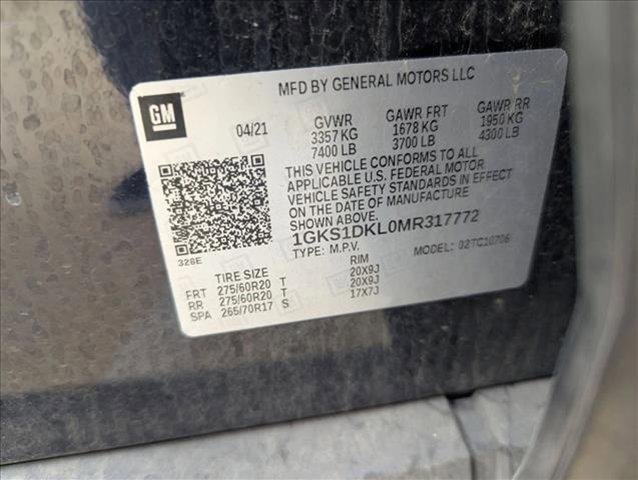 MFD BY GENERAL MOTORS LLC
GM
04/21 GVWR GAWR FRT GAWR RR
3357 KG 1678 KG 1950 KG
7400 LB 3700 LB 4300 LB
THIS VEHICLE CONFORMS TO ALL
APPLICABLE U.S. FEDERAL MOTOR
VEHICLE SAFETY STANDARDS IN EFFECT
ON THE DATE OF MANUFACTURE
SHOWN ABOVE.
1GKS1DKL0MR317772
TYPE: M.P.V. MODEL: 02TC10706
328E
TIRE SIZE RIM
FRT 275/60R20 T 20X9J
RR 275/60R20 T 20X9J
SPA 265/70R17 S 17X7J